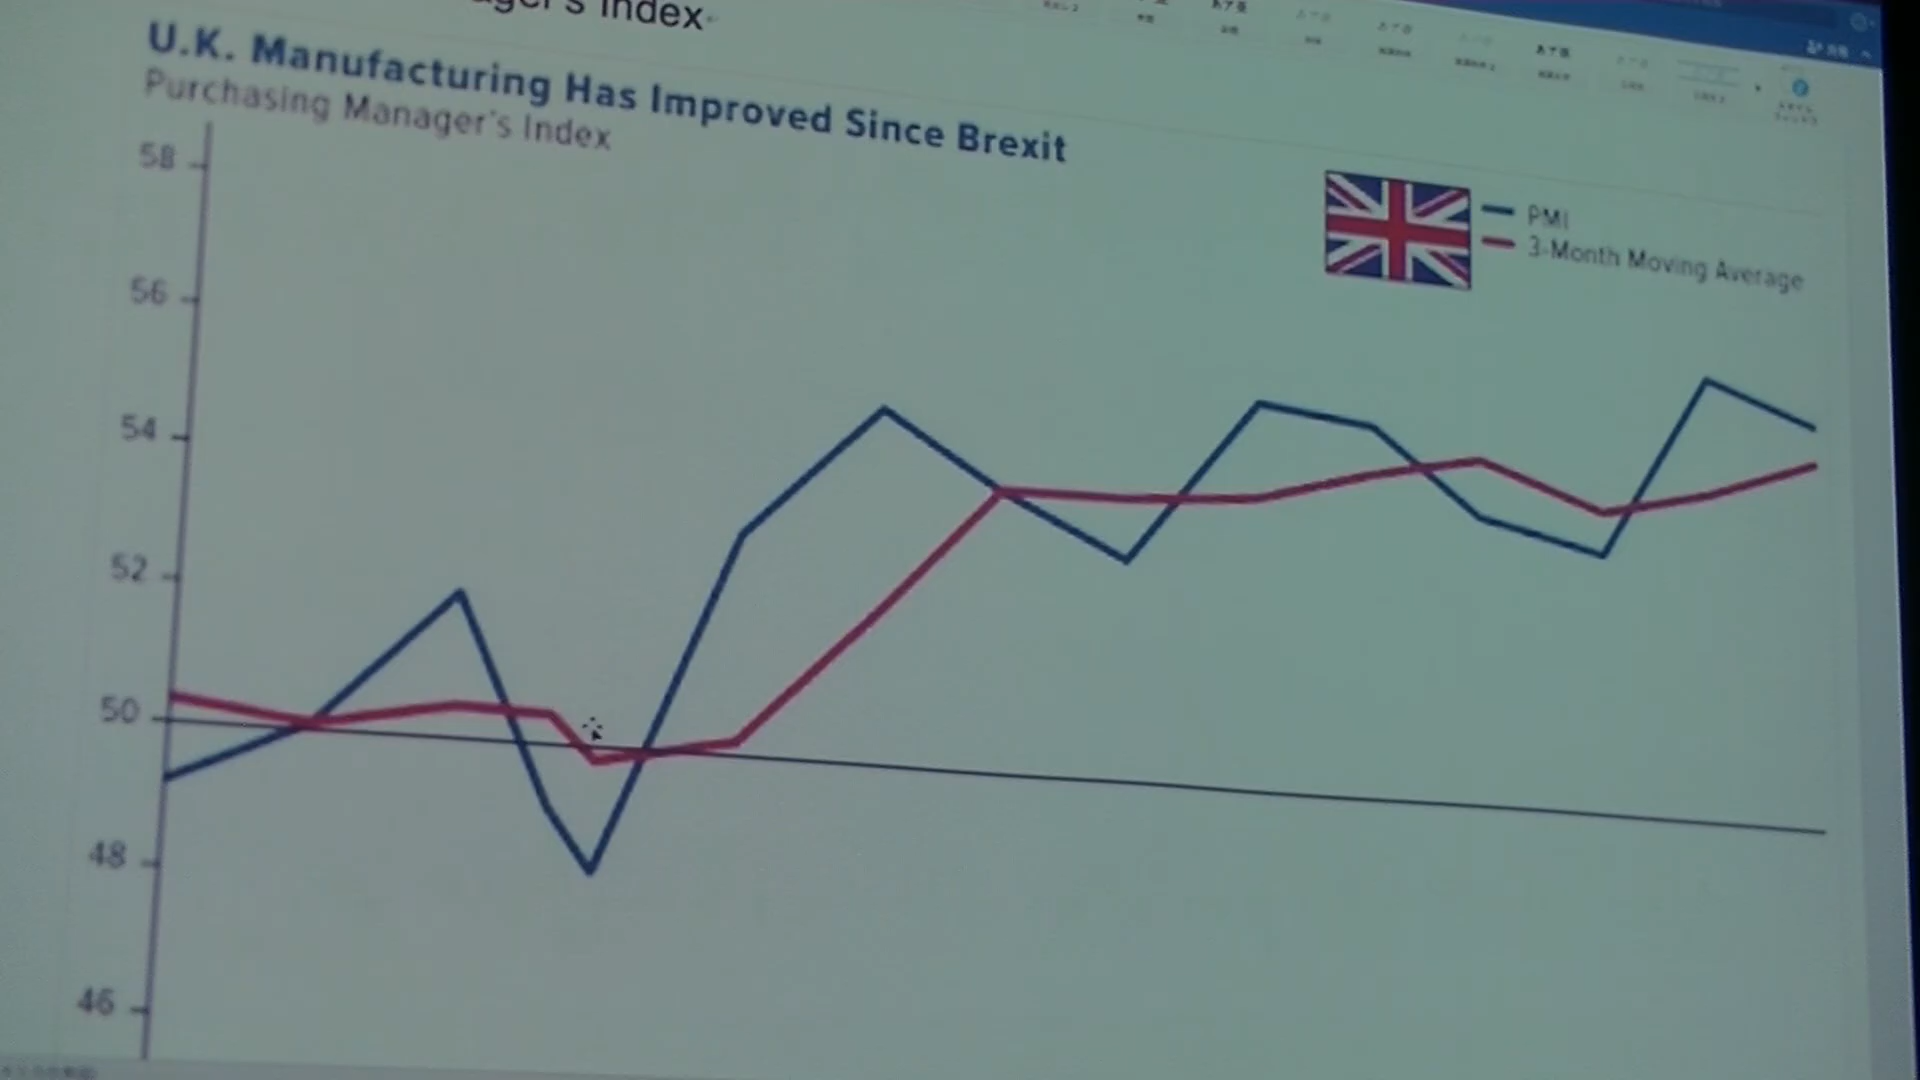 ager's Index
U.K. Manufacturing Has Improved Since Brexit
Purchasing Manager's Index
PMI
3-Month Moving Average
58
56
54
52
50
48
46